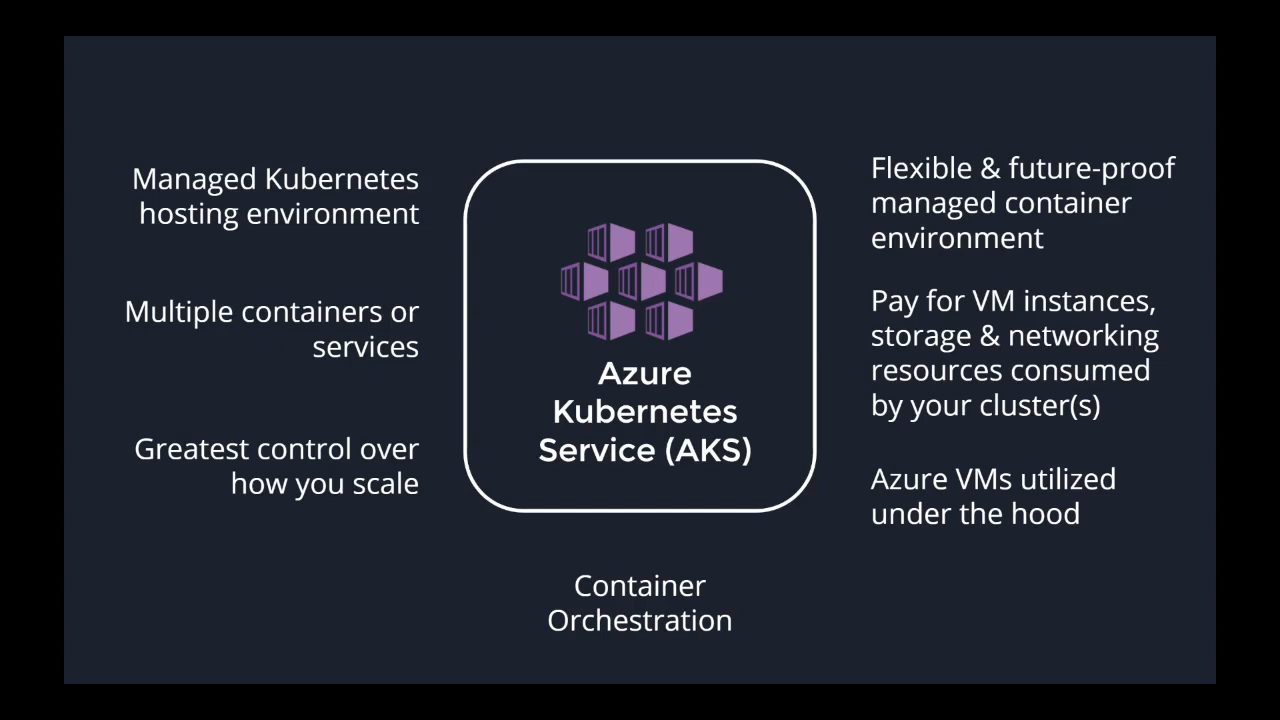 Managed Kubernetes
hosting environment
Multiple containers or
services
Greatest control over
how you scale
Azure
Kubernetes
Service (AKS)
Container
Orchestration
Flexible & future-proof
managed container
environment
Pay for VM instances,
storage & networking
resources consumed
by your cluster(s)
Azure VMs utilized
under the hood